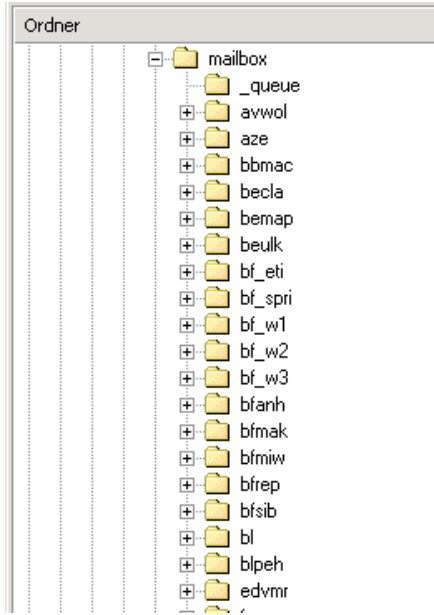 Ordner
mailbox
_queue
avwol
aze
bbmac
becla
bemap
beulk
bf_eti
bf_spri
bf_w1
bf_w2
bf_w3
bfanh
bfmak
bfmiw
bfrep
bfsib
bl
blpeh
edvmr